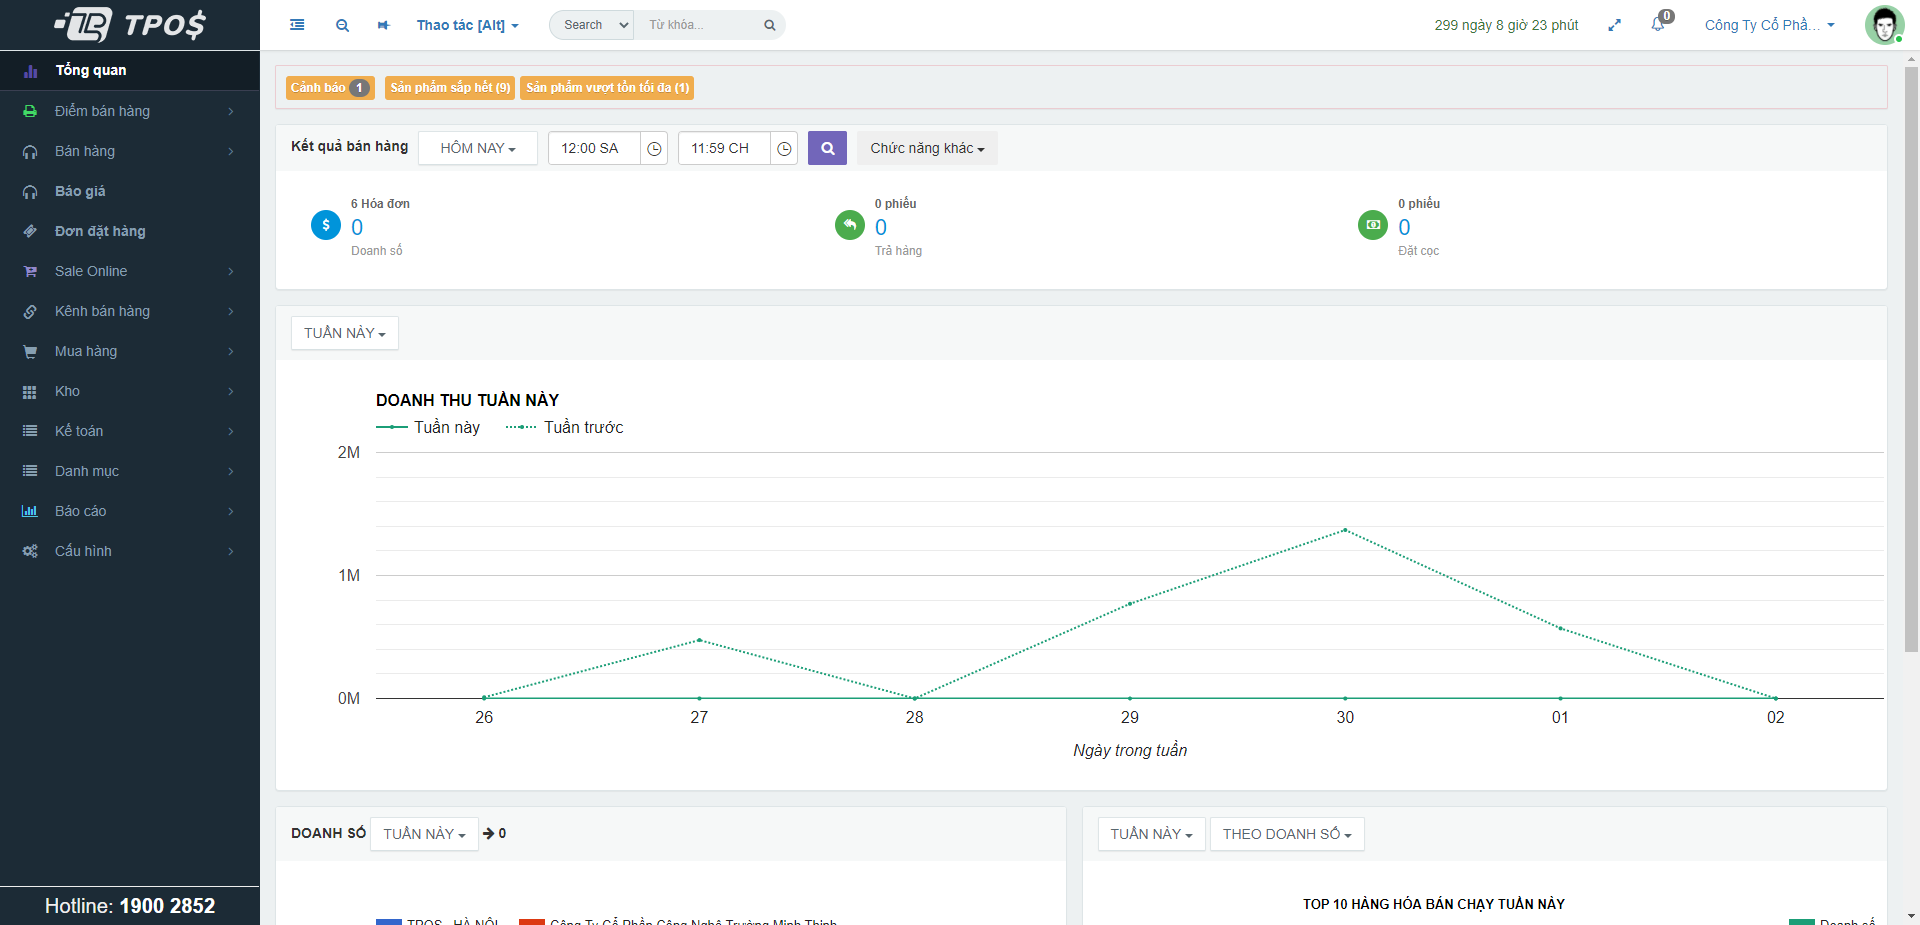 TPO$
Thao tác [Alt]
Search
Từ khóa...
299 ngày 8 giờ 23 phút
0
Công Ty Cổ Phầ...
Tổng quan
Điểm bán hàng
Bán hàng
Báo giá
Đơn đặt hàng
Sale Online
Kênh bán hàng
Mua hàng
Kho
Kế toán
Danh mục
Báo cáo
Cấu hình
Hotline: 1900 2852
Cảnh báo 1
Sản phẩm sắp hết (9)
Sản phẩm vượt tồn tối đa (1)
Kết quả bán hàng
HÔM NAY
12:00 SA
11:59 CH
Chức năng khác
6 Hóa đơn
0
Doanh số
0 phiếu
0
Trả hàng
0 phiếu
0
Đặt cọc
TUẦN NÀY
DOANH THU TUẦN NÀY
Tuần này
Tuần trước
2M
1M
0M
26 27 28 29 30 01 02
Ngày trong tuần
DOANH SỐ
TUẦN NÀY
0
TPOS - HÀ NỘI
Công Ty Cổ Phần Công Nghệ Trường Minh Thịnh
TUẦN NÀY
THEO DOANH SỐ
TOP 10 HÀNG HÓA BÁN CHẠY TUẦN NÀY
Doanh số